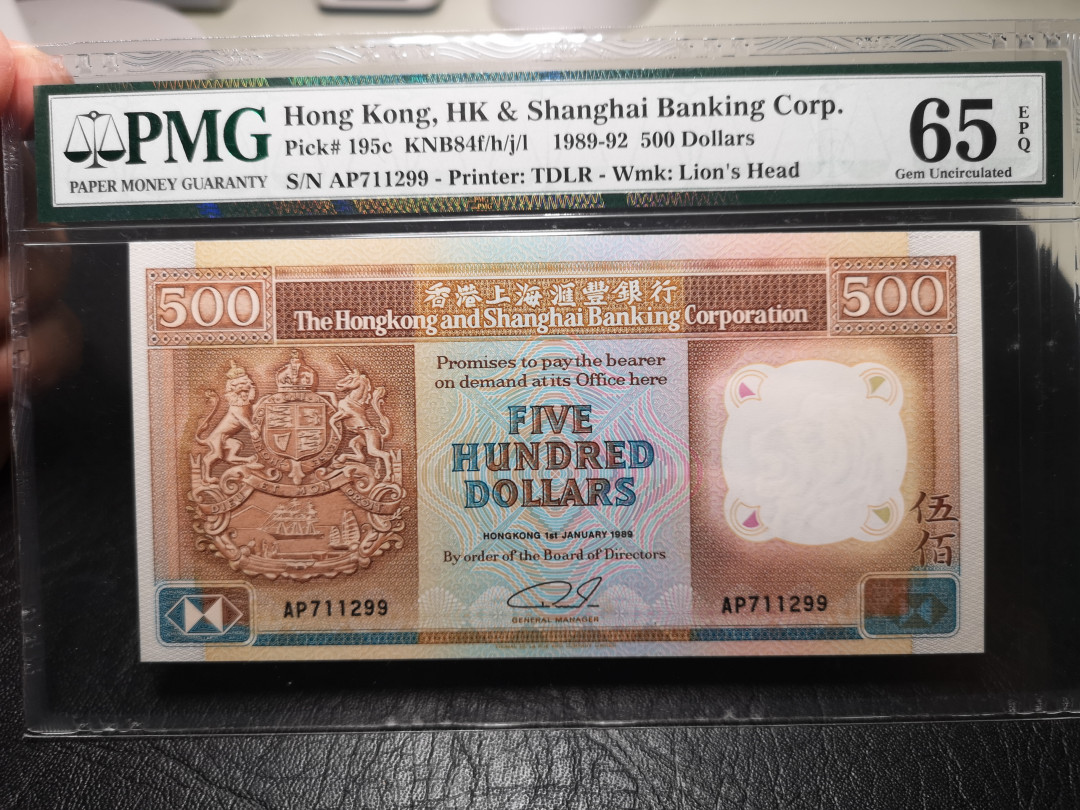 PMG
PAPER MONEY GUARANTY
Hong Kong, HK & Shanghai Banking Corp.
Pick# 195c KNB84f/h/j/l 1989-92 500 Dollars
S/N AP711299 - Printer: TDLR - Wmk: Lion's Head
65
EPQ
Gem Uncirculated
500
香港上海滙豐銀行
500
The Hongkong and Shanghai Banking Corporation
Promises to pay the bearer
on demand at its Office here
FIVE
HUNDRED
DOLLARS
HONGKONG 1st JANUARY 1989
By order of the Board of Directors
伍
佰
AP711299
AP711299
GENERAL MANAGER